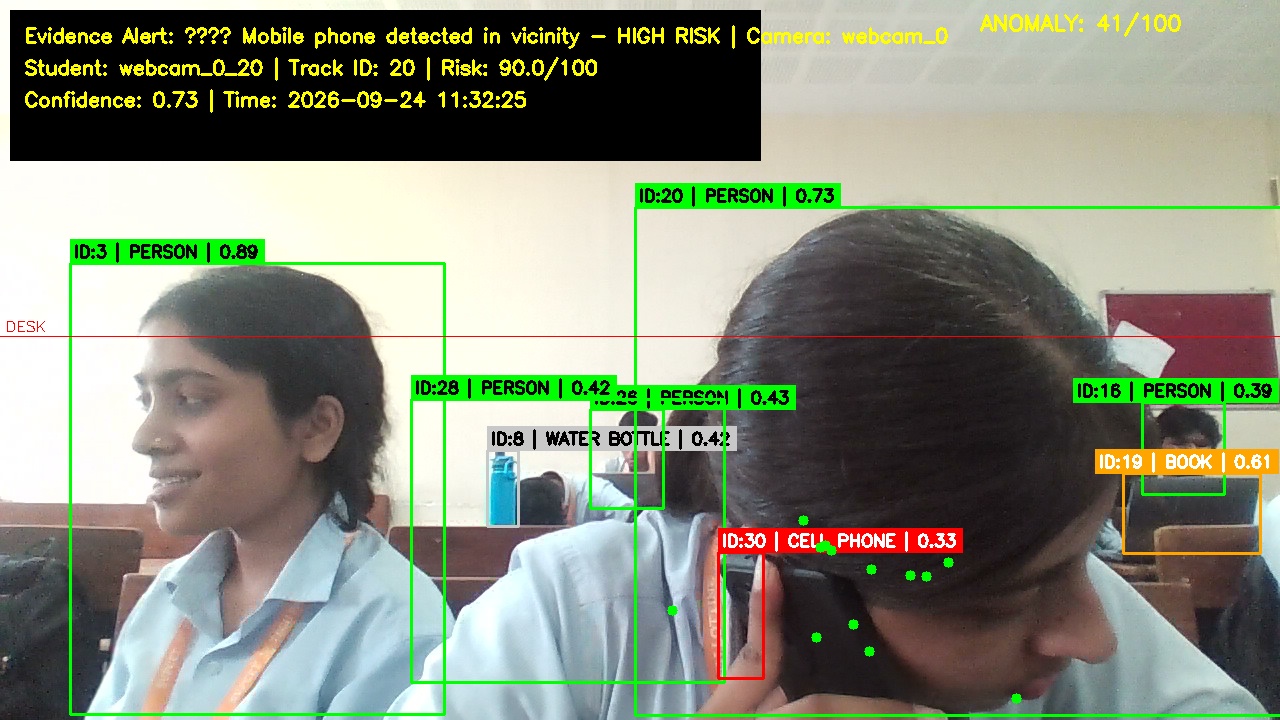 Evidence Alert: ???? Mobile phone detected in vicinity - HIGH RISK | Camera: webcam_0
ANOMALY: 41/100
Student: webcam_0_20 | Track ID: 20 | Risk: 90.0/100
Confidence: 0.73 | Time: 2026-09-24 11:32:25
ID:20 | PERSON | 0.73
ID:3 | PERSON | 0.89
DESK
ID:28 | PERSON | 0.42
ID:26 | PERSON | 0.43
ID:16 | PERSON | 0.39
ID:8 | WATER BOTTLE | 0.42
ID:19 | BOOK | 0.61
ID:30 | CELL PHONE | 0.33